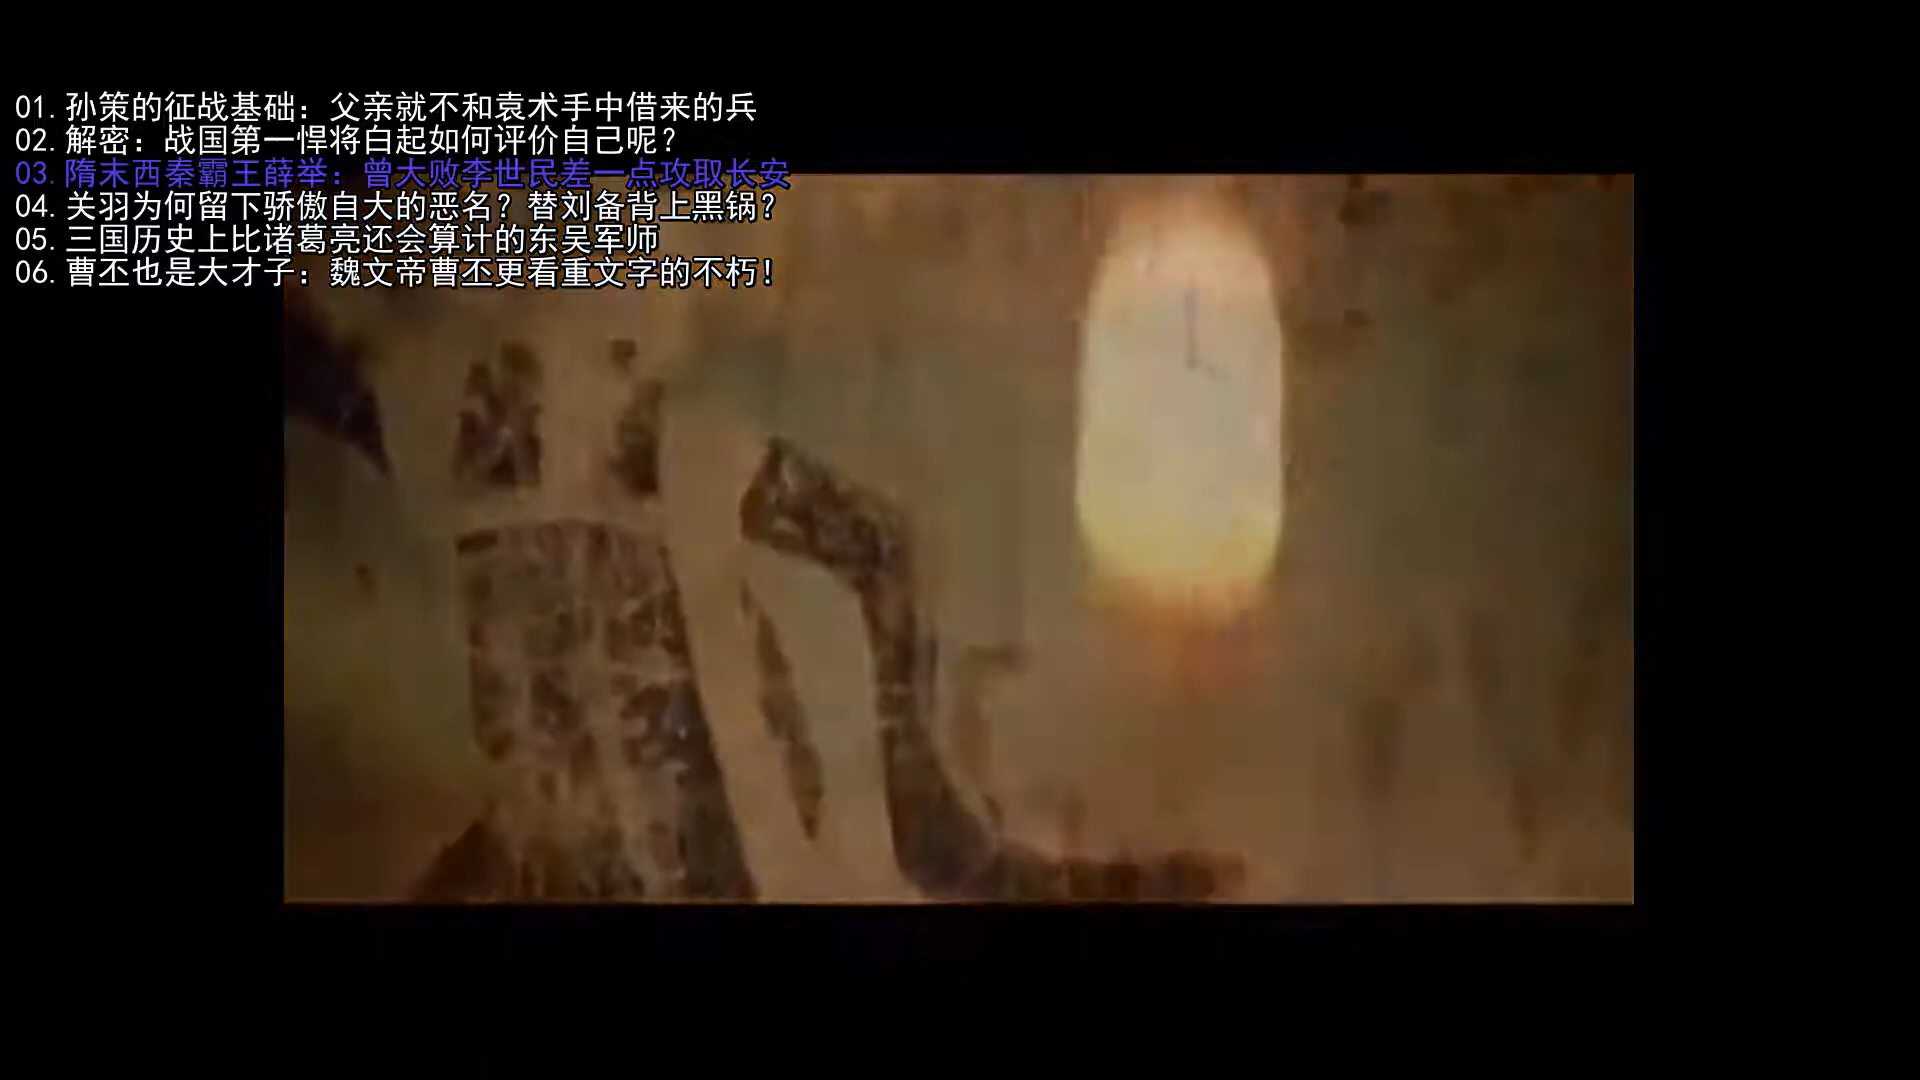 01. 孙策的征战基础：父亲就不和袁术手中借来的兵
02. 解密：战国第一悍将白起如何评价自己呢？
03. 隋末西秦霸王薛举：曾大败李世民差一点攻取长安
04. 关羽为何留下骄傲自大的恶名？替刘备背上黑锅？
05. 三国历史上比诸葛亮还会算计的东吴军师
06. 曹丕也是大才子：魏文帝曹丕更看重文字的不朽！